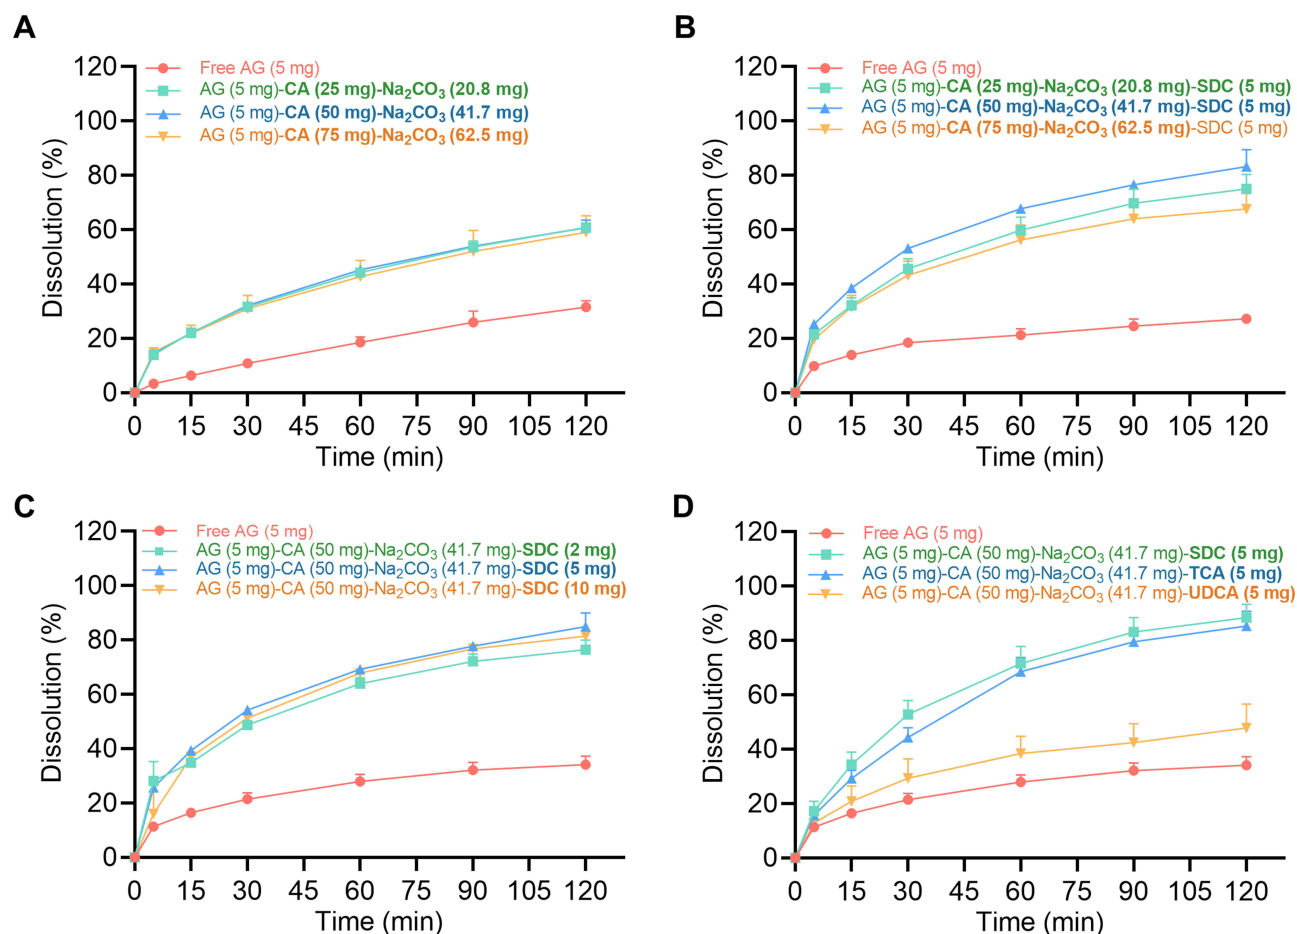 A
Dissolution (%)
120
100
80
60
40
20
0
Free AG (5 mg)
AG (5 mg)-CA (25 mg)-Na₂CO₃ (20.8 mg)
AG (5 mg)-CA (50 mg)-Na₂CO₃ (41.7 mg)
AG (5 mg)-CA (75 mg)-Na₂CO₃ (62.5 mg)
0 15 30 45 60 75 90 105 120
Time (min)
B
Dissolution (%)
120
100
80
60
40
20
0
Free AG (5 mg)
AG (5 mg)-CA (25 mg)-Na₂CO₃ (20.8 mg)-SDC (5 mg)
AG (5 mg)-CA (50 mg)-Na₂CO₃ (41.7 mg)-SDC (5 mg)
AG (5 mg)-CA (75 mg)-Na₂CO₃ (62.5 mg)-SDC (5 mg)
0 15 30 45 60 75 90 105 120
Time (min)
C
Dissolution (%)
120
100
80
60
40
20
0
Free AG (5 mg)
AG (5 mg)-CA (50 mg)-Na₂CO₃ (41.7 mg)-SDC (2 mg)
AG (5 mg)-CA (50 mg)-Na₂CO₃ (41.7 mg)-SDC (5 mg)
AG (5 mg)-CA (50 mg)-Na₂CO₃ (41.7 mg)-SDC (10 mg)
0 15 30 45 60 75 90 105 120
Time (min)
D
Dissolution (%)
120
100
80
60
40
20
0
Free AG (5 mg)
AG (5 mg)-CA (50 mg)-Na₂CO₃ (41.7 mg)-SDC (5 mg)
AG (5 mg)-CA (50 mg)-Na₂CO₃ (41.7 mg)-TCA (5 mg)
AG (5 mg)-CA (50 mg)-Na₂CO₃ (41.7 mg)-UDCA (5 mg)
0 15 30 45 60 75 90 105 120
Time (min)